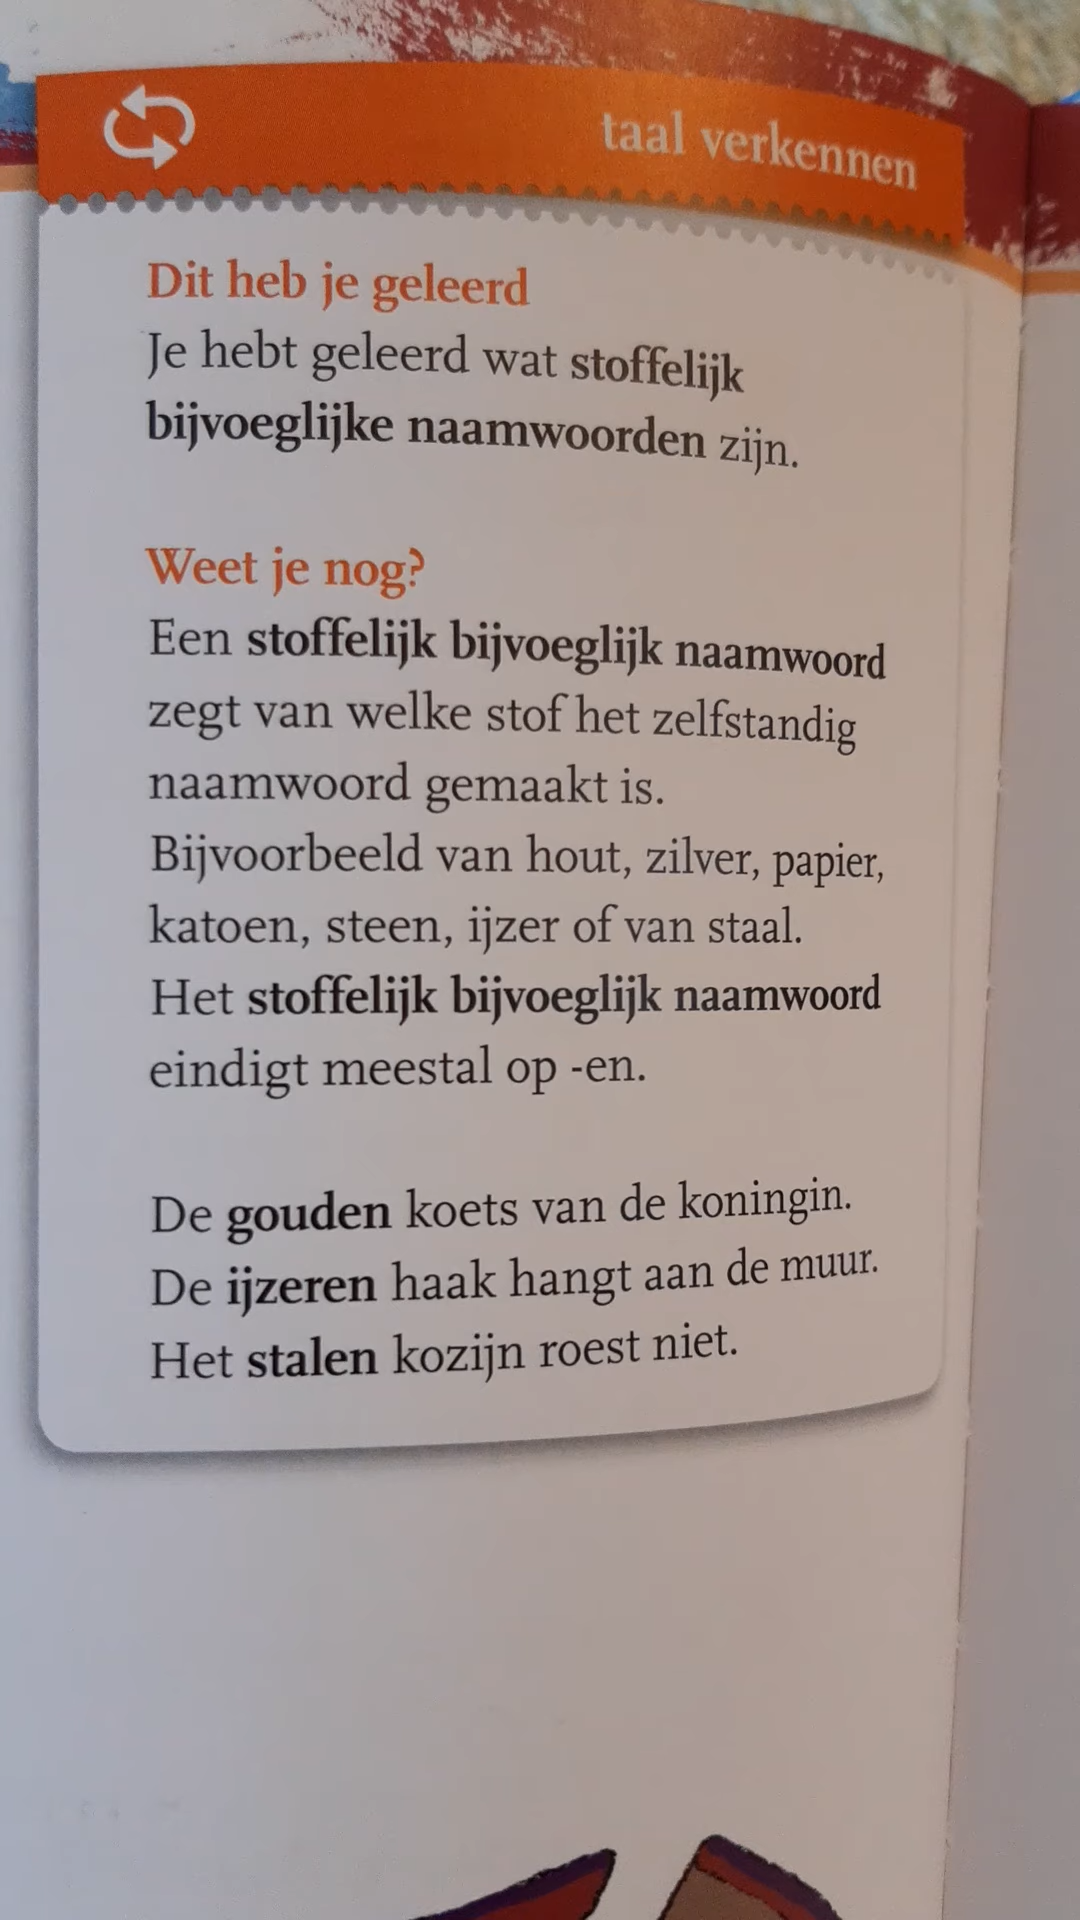 taal verkennen
Dit heb je geleerd
Je hebt geleerd wat stoffelijk
bijvoeglijke naamwoorden zijn.
Weet je nog?
Een stoffelijk bijvoeglijk naamwoord
zegt van welke stof het zelfstandig
naamwoord gemaakt is.
Bijvoorbeeld van hout, zilver, papier,
katoen, steen, ijzer of van staal.
Het stoffelijk bijvoeglijk naamwoord
eindigt meestal op -en.
De gouden koets van de koningin.
De ijzeren haak hangt aan de muur.
Het stalen kozijn roest niet.